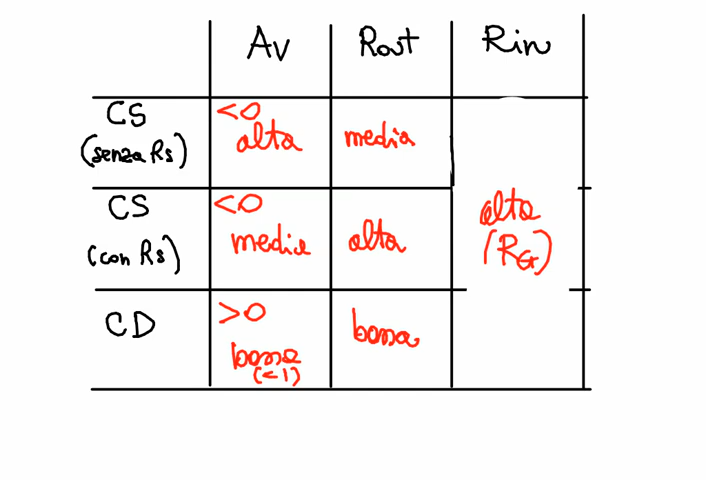 Av Rout Rin
CS <0
(senza Rs) alta media
CS <0 alta
(con Rs) media alta (RG)
CD >0 bassa
bassa
(<1)